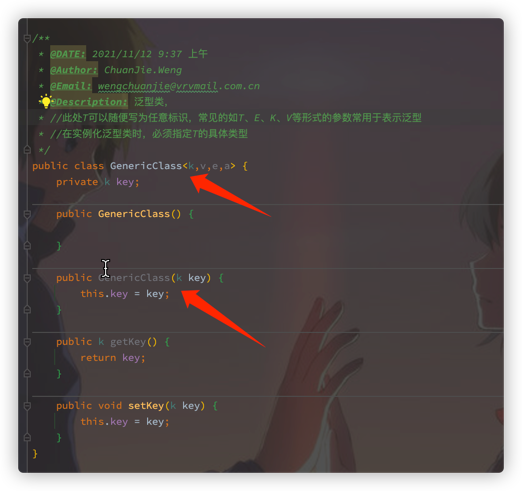 /**
* @DATE: 2021/11/12 9:37 上午
* @Author: ChuanJie.Weng
* @Email: wengchuanjie@vrvmail.com.cn
* @Description: 泛型类、
* //此处T可以随便写为任意标识，常见的如T、E、K、V等形式的参数常用于表示泛型
* //在实例化泛型类时，必须指定T的具体类型
*/
public class GenericClass<k,v,e,a> {
private k key;
public GenericClass() {
}
public GenericClass(k key) {
this.key = key;
}
public k getKey() {
return key;
}
public void setKey(k key) {
this.key = key;
}
}